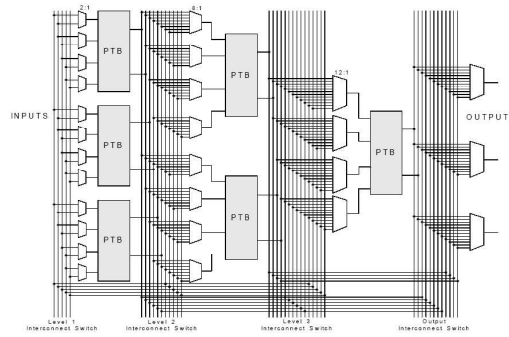 2:1
8:1
PTB
PTB
12:1
INPUTS
OUTPUT
PTB
PTB
PTB
PTB
Level 1
Interconnect Switch
Level 2
Interconnect Switch
Level 3
Interconnect Switch
Output
Interconnect Switch